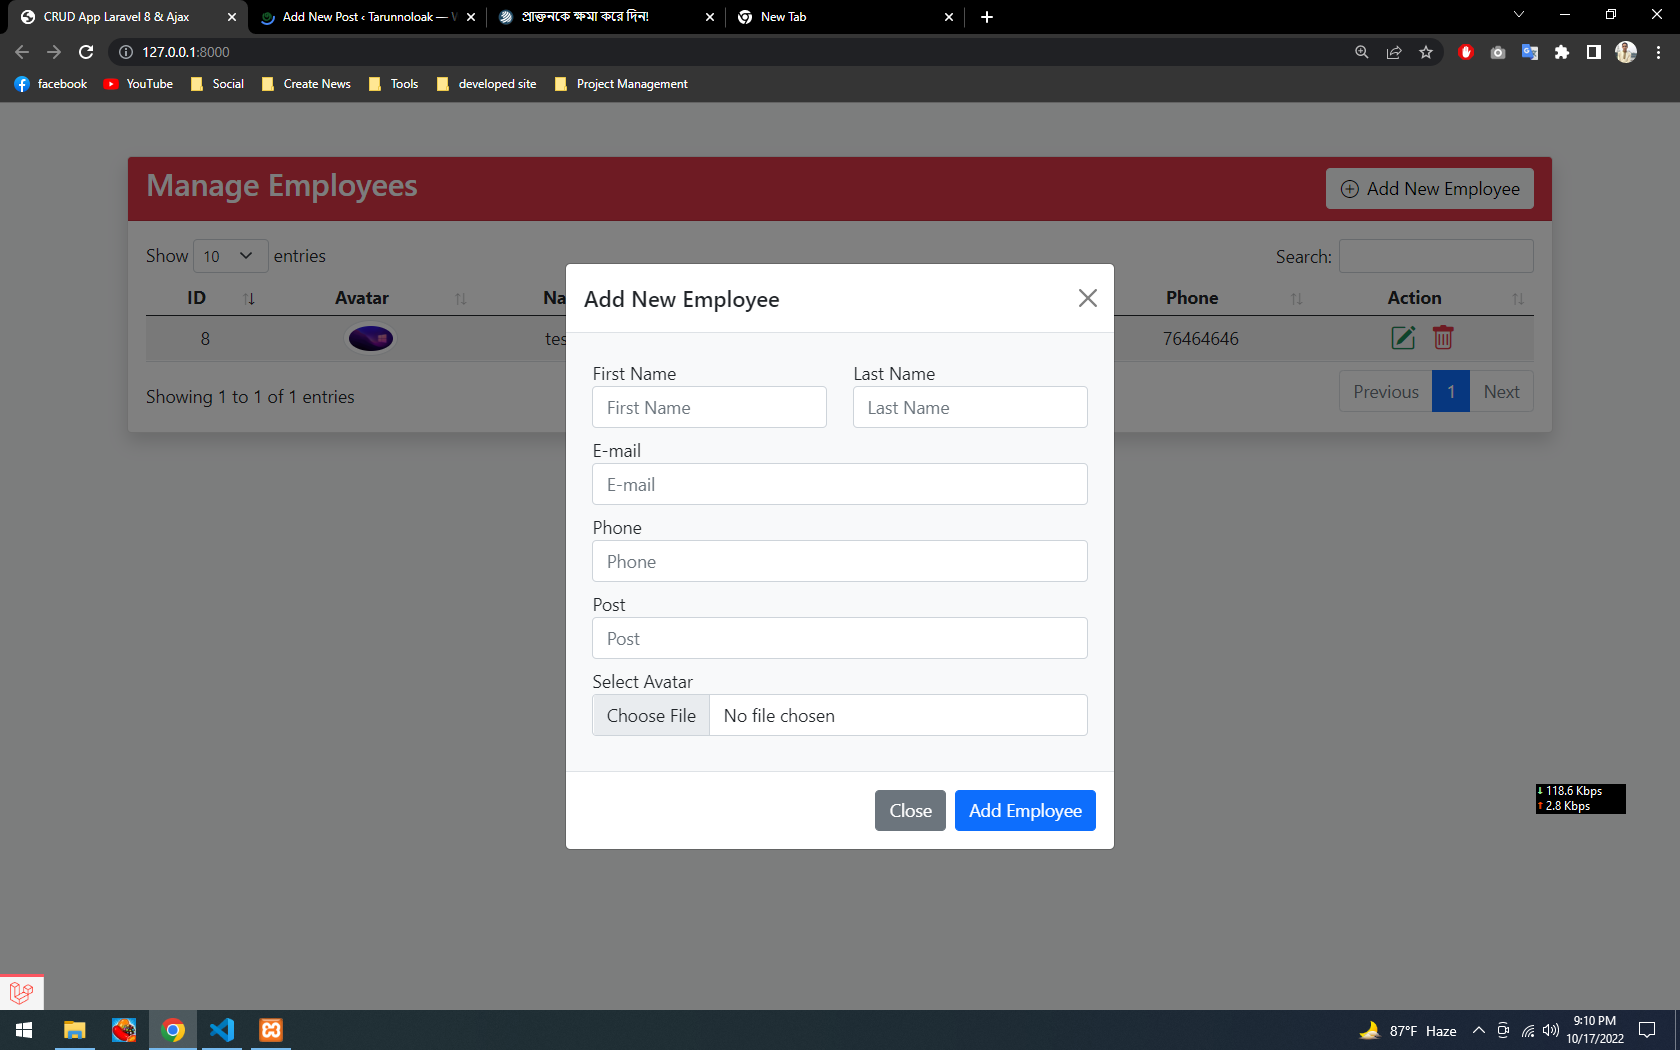 CRUD App Laravel 8 & Ajax
Add New Post ‹ Tarunnoloak —
প্রাক্তনকে ক্ষমা করে দিন!
New Tab
127.0.0.1:8000
facebook
YouTube
Social
Create News
Tools
developed site
Project Management
Manage Employees
Add New Employee
Show 10 entries
Search:
ID
Avatar
Phone
Action
8
76464646
Showing 1 to 1 of 1 entries
Previous 1 Next
Add New Employee
First Name
Last Name
First Name
Last Name
E-mail
E-mail
Phone
Phone
Post
Post
Select Avatar
Choose File No file chosen
Close
Add Employee
118.6 Kbps
2.8 Kbps
87°F Haze
9:10 PM
10/17/2022